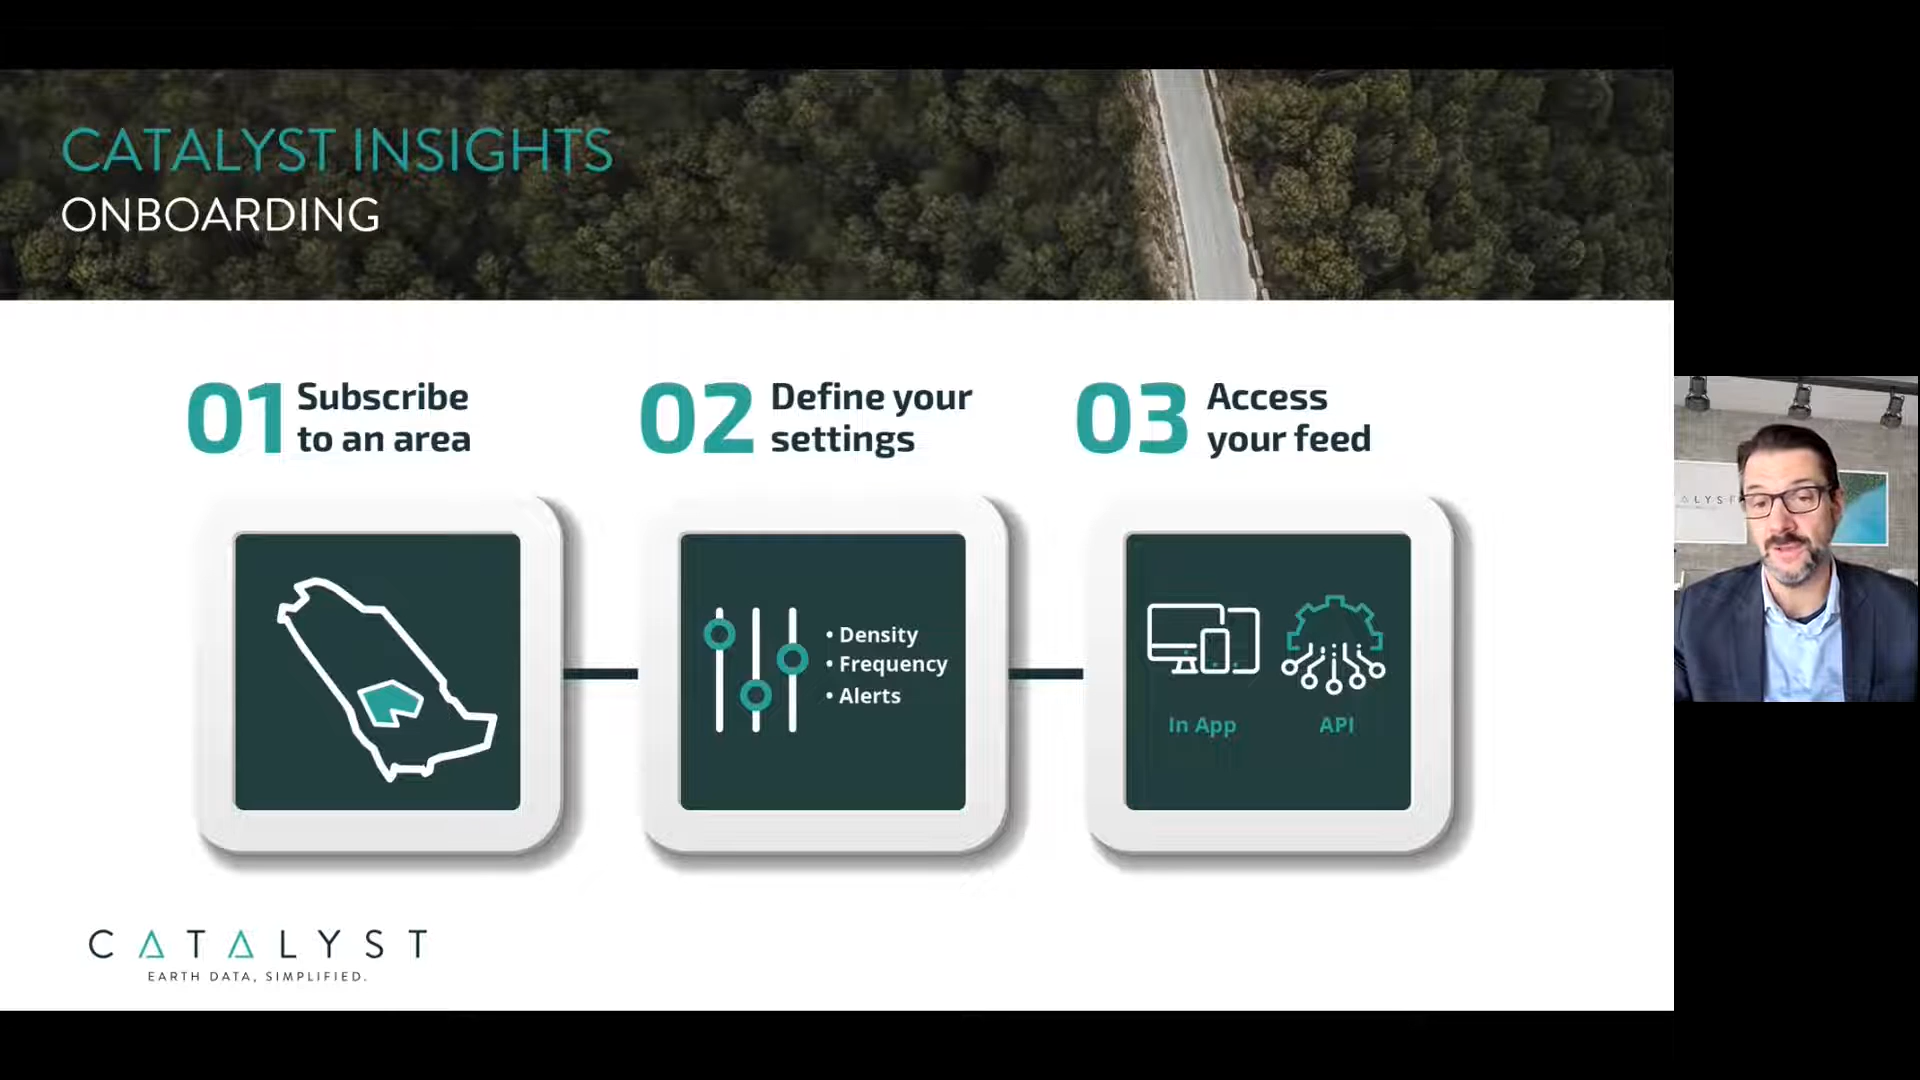 CATALYST INSIGHTS
ONBOARDING
01 Subscribe
to an area
02 Define your
settings
03 Access
your feed
• Density
• Frequency
• Alerts
In App
API
CATALYST
EARTH DATA, SIMPLIFIED.
ALYST